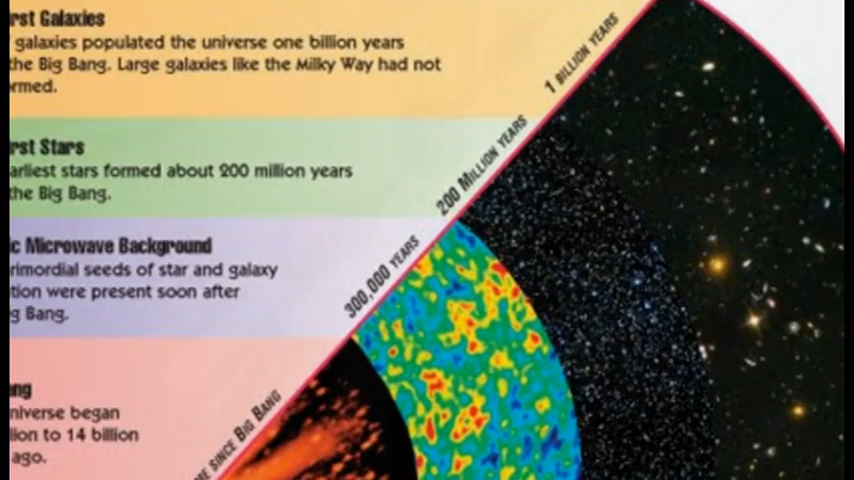 rst Galaxies
galaxies populated the universe one billion years
the Big Bang. Large galaxies like the Milky Way had not
rmed.
1 BILLION YEARS
rst Stars
arliest stars formed about 200 million years
the Big Bang.
200 MILLION YEARS
ic Microwave Background
rimordial seeds of star and galaxy
tion were present soon after
g Bang.
300,000 YEARS
ang
niverse began
lion to 14 billion
ago.
ME SINCE BIG BANG